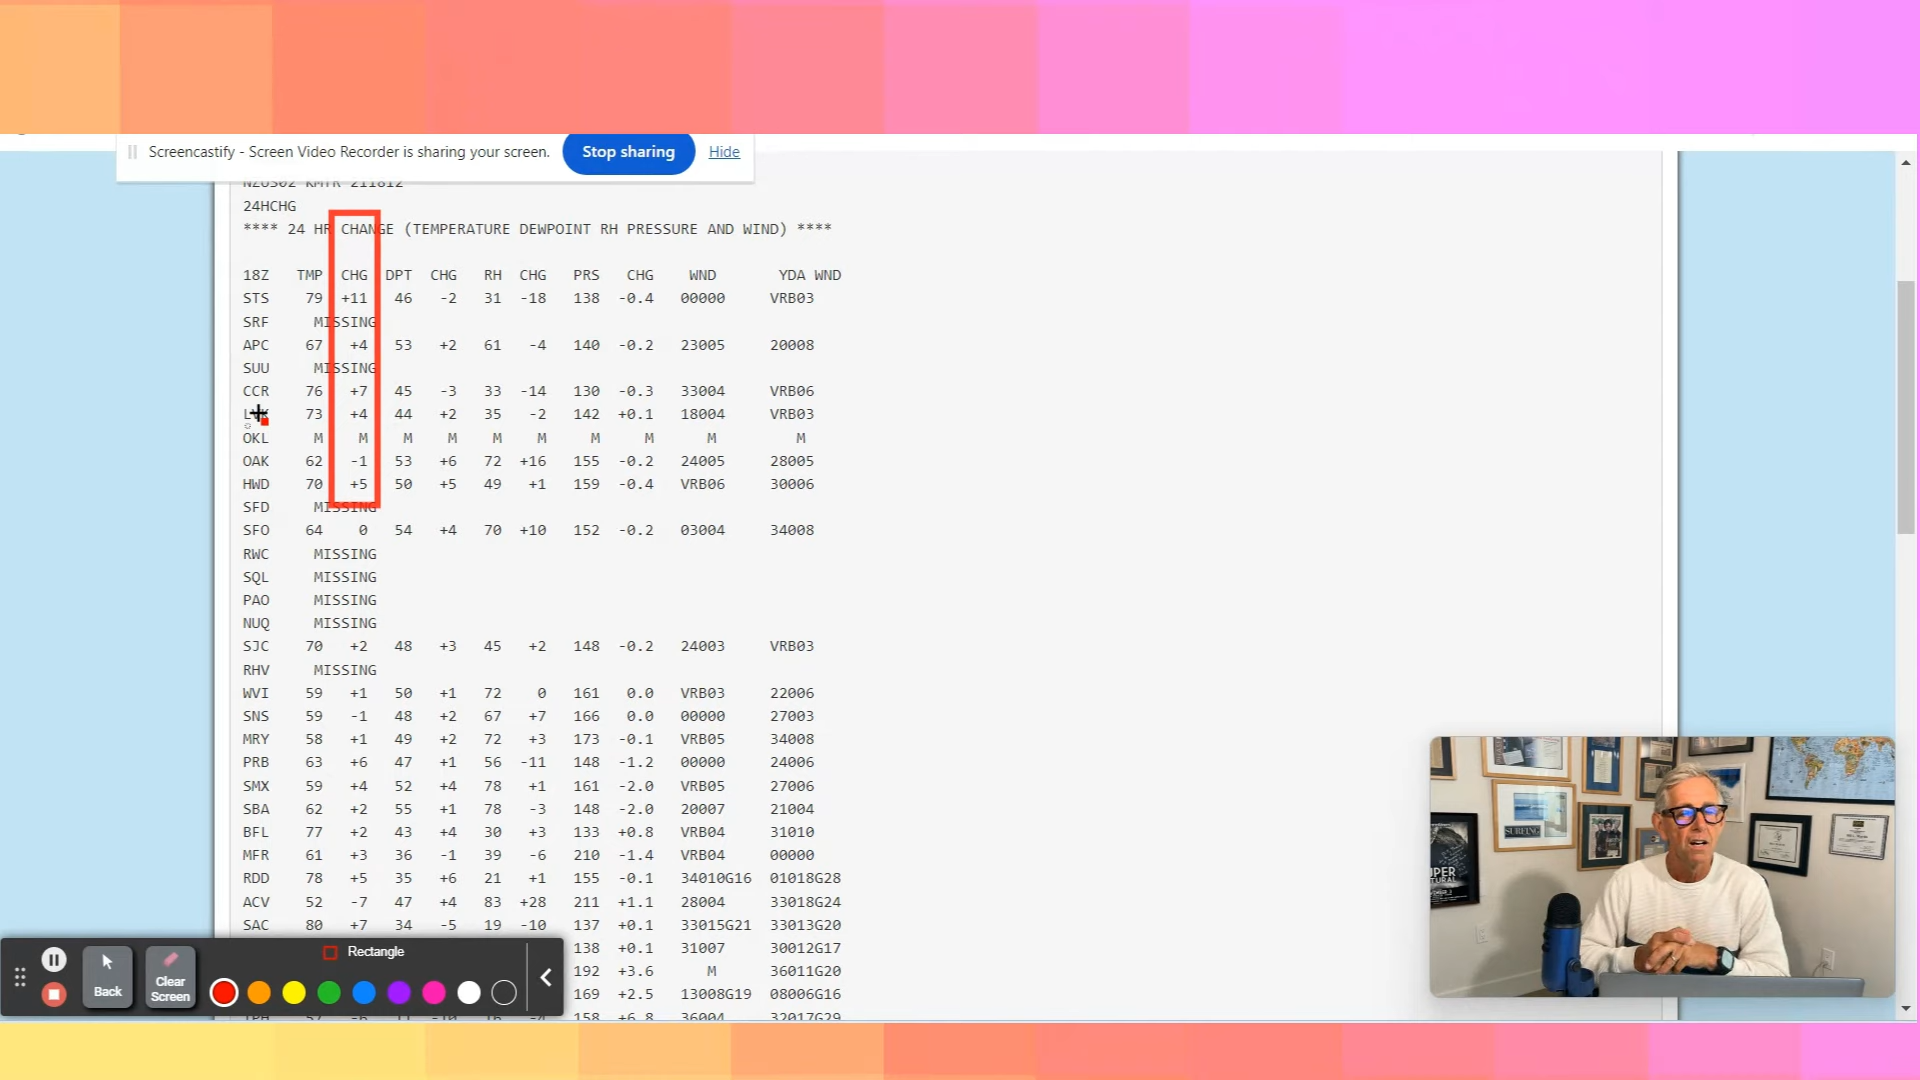 Screencastify - Screen Video Recorder is sharing your screen. Stop sharing Hide
NZUS02 KMTR 211812
24HCHG
**** 24 HR CHANGE (TEMPERATURE DEWPOINT RH PRESSURE AND WIND) ****
18Z TMP CHG DPT CHG RH CHG PRS CHG WND YDA WND
STS 79 +11 46 -2 31 -18 138 -0.4 00000 VRB03
SRF MISSING
APC 67 +4 53 +2 61 -4 140 -0.2 23005 20008
SUU MISSING
CCR 76 +7 45 -3 33 -14 130 -0.3 33004 VRB06
LVK 73 +4 44 +2 35 -2 142 +0.1 18004 VRB03
OKL M M M M M M M M M M
OAK 62 -1 53 +6 72 +16 155 -0.2 24005 28005
HWD 70 +5 50 +5 49 +1 159 -0.4 VRB06 30006
SFD MISSING
SFO 64 0 54 +4 70 +10 152 -0.2 03004 34008
RWC MISSING
SQL MISSING
PAO MISSING
NUQ MISSING
SJC 70 +2 48 +3 45 +2 148 -0.2 24003 VRB03
RHV MISSING
WVI 59 +1 50 +1 72 0 161 0.0 VRB03 22006
SNS 59 -1 48 +2 67 +7 166 0.0 00000 27003
MRY 58 +1 49 +2 72 +3 173 -0.1 VRB05 34008
PRB 63 +6 47 +1 56 -11 148 -1.2 00000 24006
SMX 59 +4 52 +4 78 +1 161 -2.0 VRB05 27006
SBA 62 +2 55 +1 78 -3 148 -2.0 20007 21004
BFL 77 +2 43 +4 30 +3 133 +0.8 VRB04 31010
MFR 61 +3 36 -1 39 -6 210 -1.4 VRB04 00000
RDD 78 +5 35 +6 21 +1 155 -0.1 34010G16 01018G28
ACV 52 -7 47 +4 83 +28 211 +1.1 28004 33018G24
SAC 80 +7 34 -5 19 -10 137 +0.1 33015G21 33013G20
138 +0.1 31007 30012G17
192 +3.6 M 36011G20
169 +2.5 13008G19 08006G16
158 +6.8 36004 32017G29
Rectangle
Back
Clear Screen
SURFING